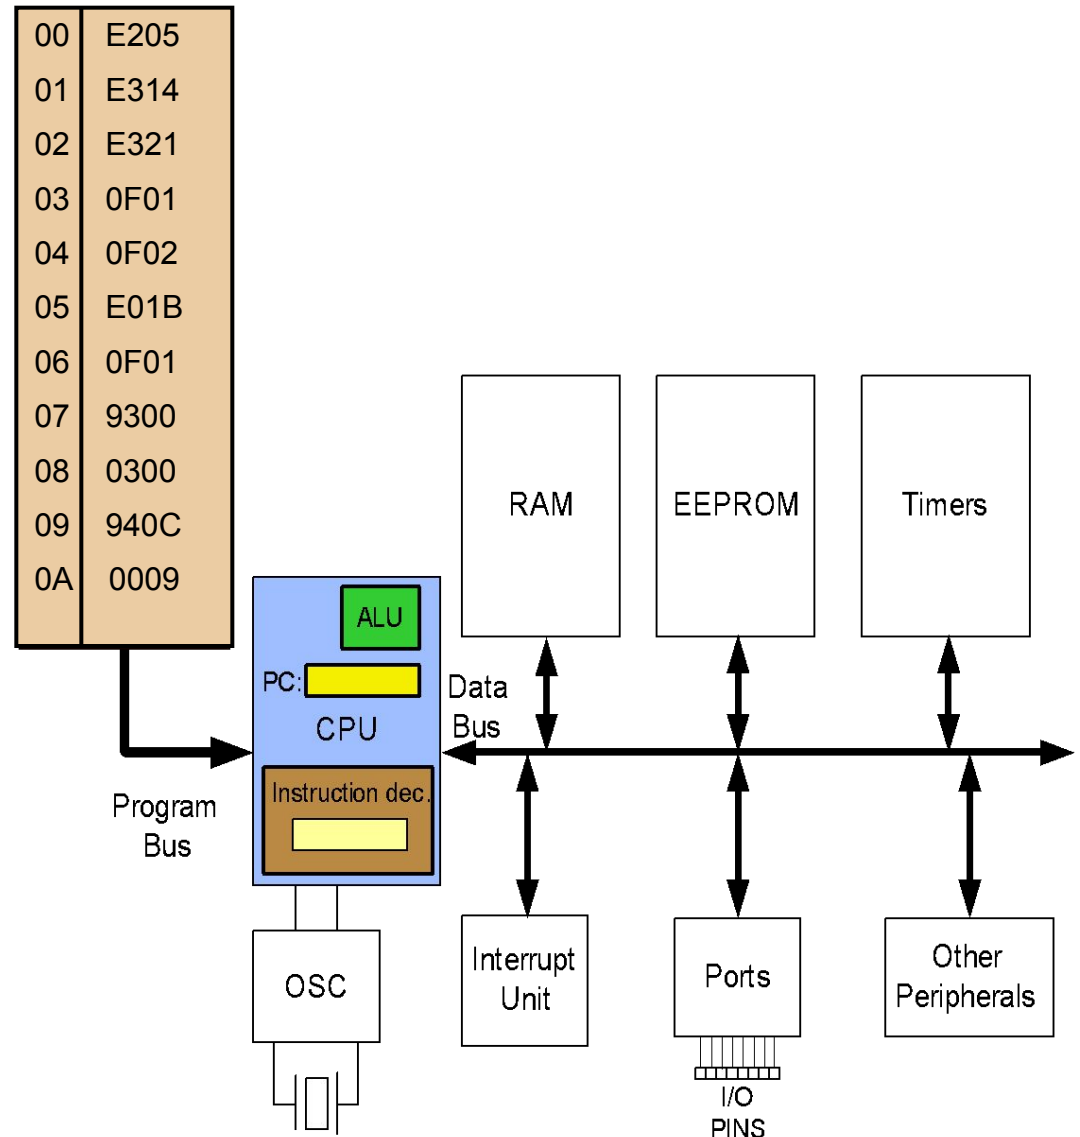 00 E205
01 E314
02 E321
03 0F01
04 0F02
05 E01B
06 0F01
07 9300
08 0300
09 940C
0A 0009
RAM
EEPROM
Timers
ALU
PC:
CPU
Instruction dec.
Data
Bus
Program
Bus
OSC
Interrupt
Unit
Ports
Other
Peripherals
I/O
PINS